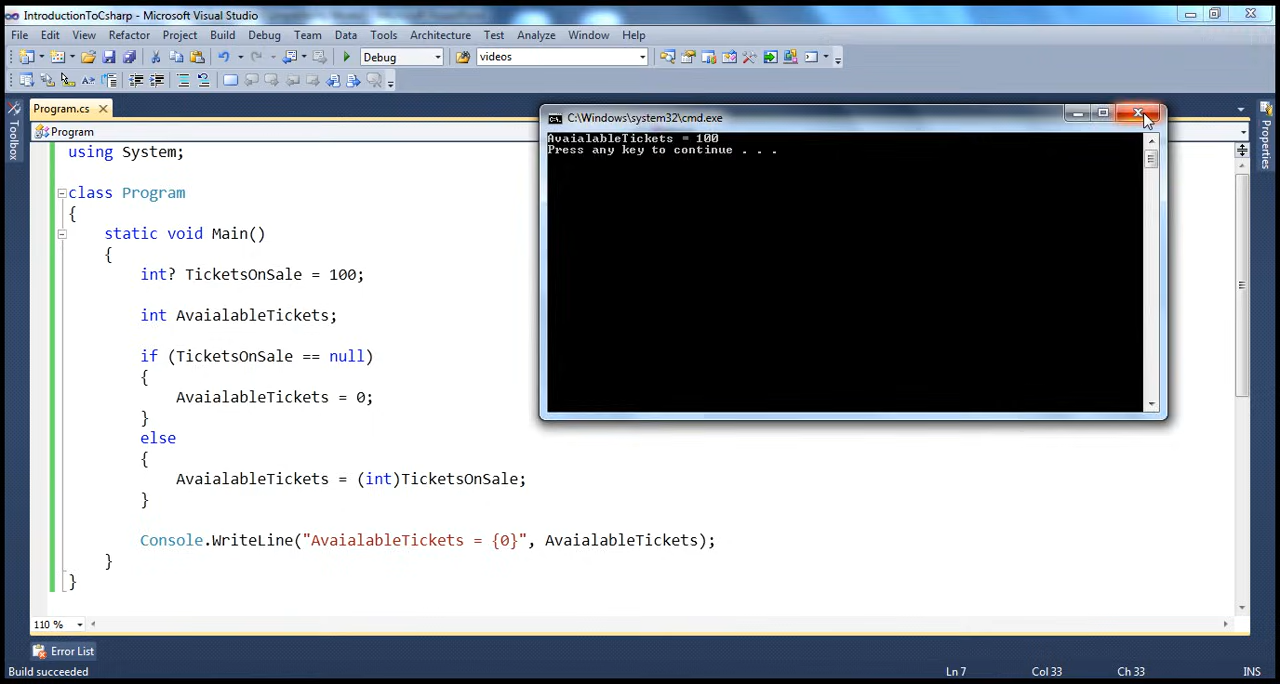 IntroductionToCsharp - Microsoft Visual Studio
File Edit View Refactor Project Build Debug Team Data Tools Architecture Test Analyze Window Help
Debug videos
Program.cs
Program
Toolbox
Properties
using System;
class Program
{
static void Main()
{
int? TicketsOnSale = 100;
int AvaialableTickets;
if (TicketsOnSale == null)
{
AvaialableTickets = 0;
}
else
{
AvaialableTickets = (int)TicketsOnSale;
}
Console.WriteLine("AvaialableTickets = {0}", AvaialableTickets);
}
}
C:\Windows\system32\cmd.exe
AvaialableTickets = 100
Press any key to continue . . .
110 %
Error List
Build succeeded Ln 7 Col 33 Ch 33 INS